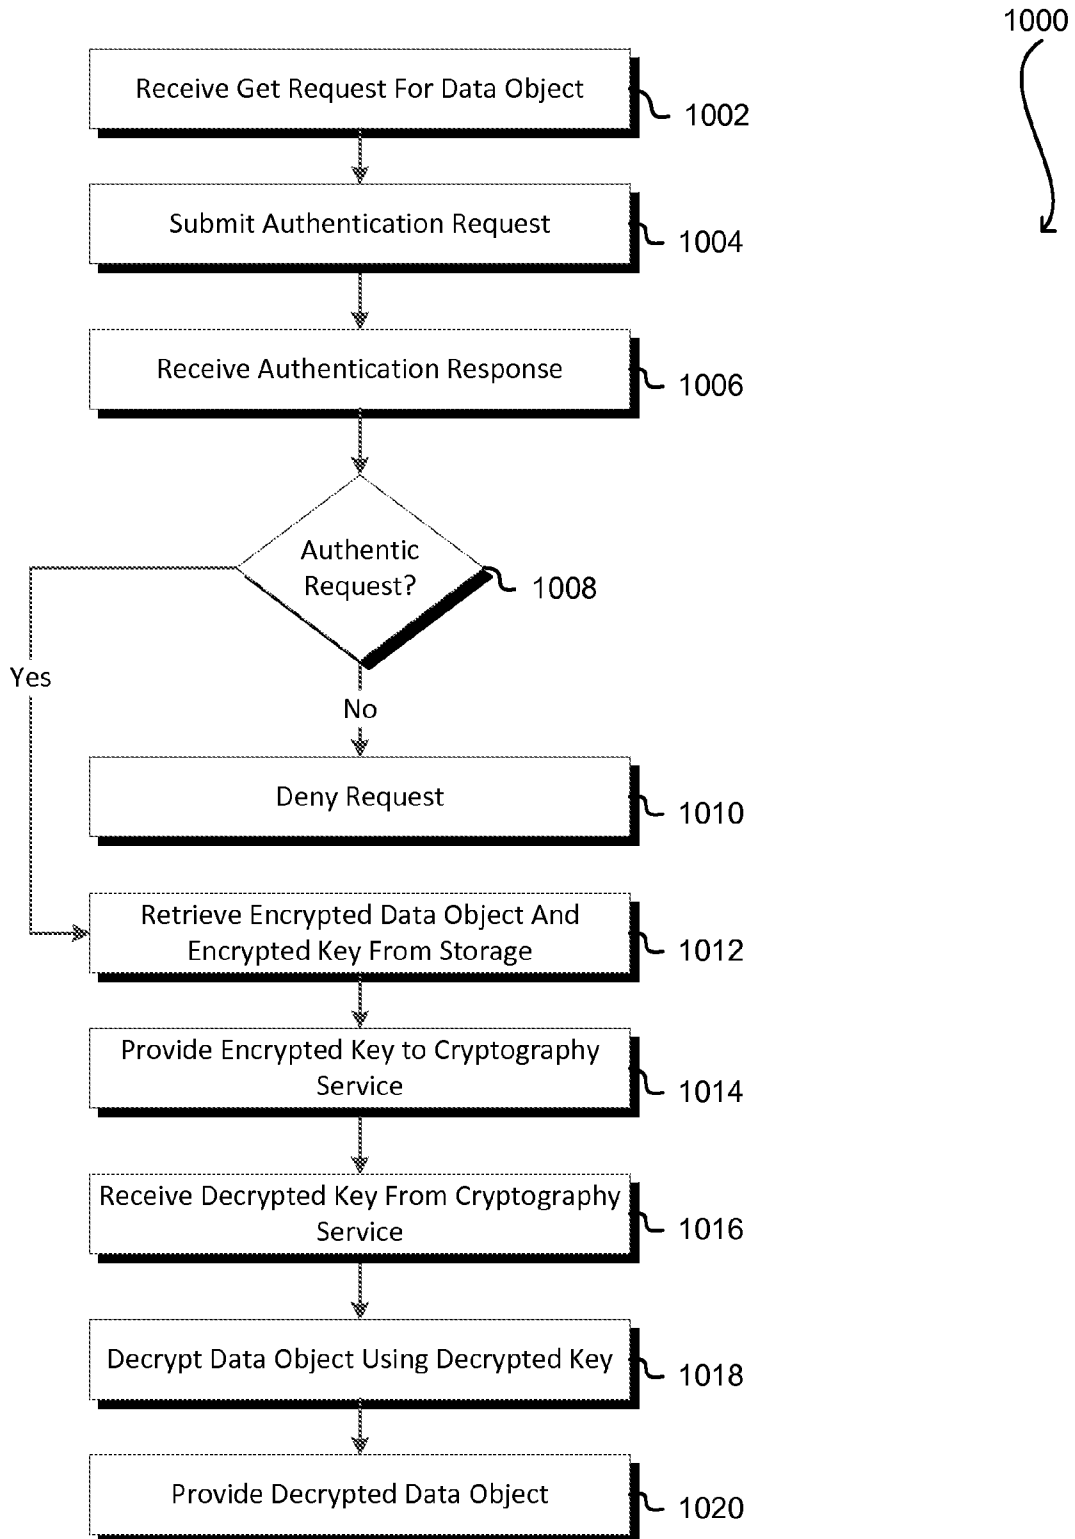 1000
Receive Get Request For Data Object
1002
Submit Authentication Request
1004
Receive Authentication Response
1006
Authentic
Request?
1008
Yes
No
Deny Request
1010
Retrieve Encrypted Data Object And
Encrypted Key From Storage
1012
Provide Encrypted Key to Cryptography
Service
1014
Receive Decrypted Key From Cryptography
Service
1016
Decrypt Data Object Using Decrypted Key
1018
Provide Decrypted Data Object
1020